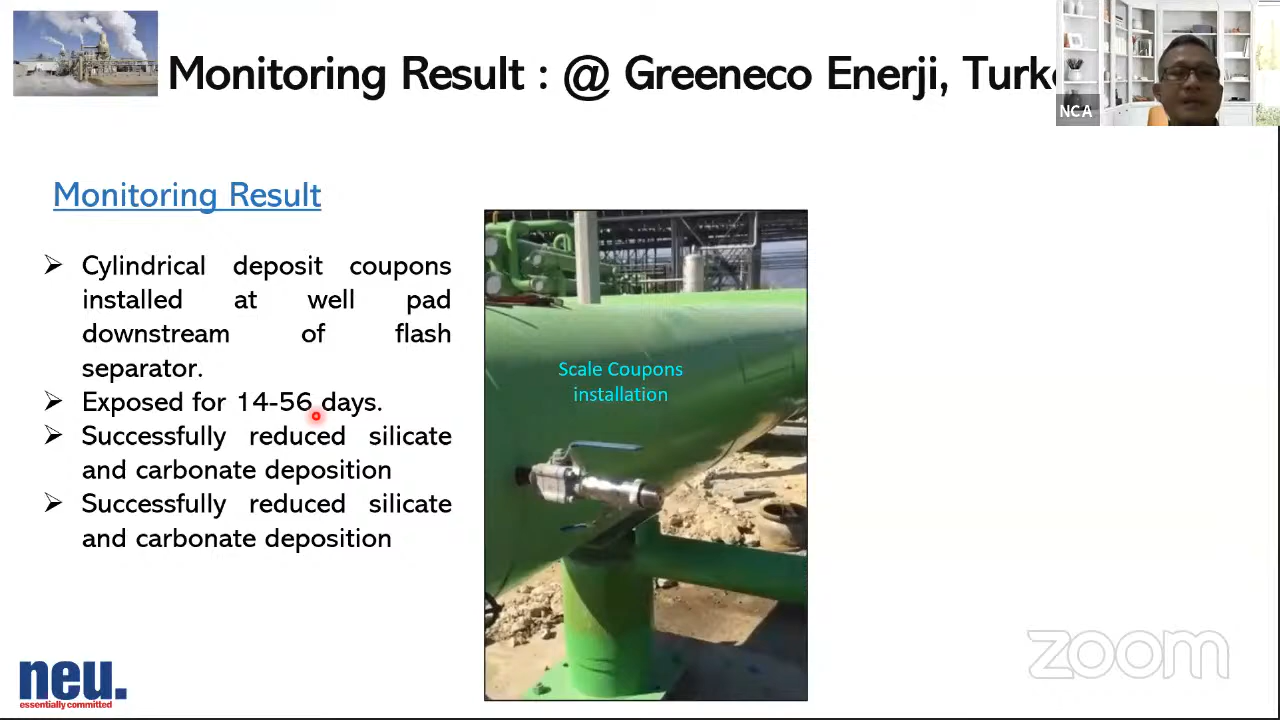 Monitoring Result : @ Greeneco Enerji, Turk
NCA
Monitoring Result
➢ Cylindrical deposit coupons
installed at well pad
downstream of flash
separator.
➢ Exposed for 14-56 days.
➢ Successfully reduced silicate
and carbonate deposition
➢ Successfully reduced silicate
and carbonate deposition
Scale Coupons
installation
neu.
essentially committed
zoom